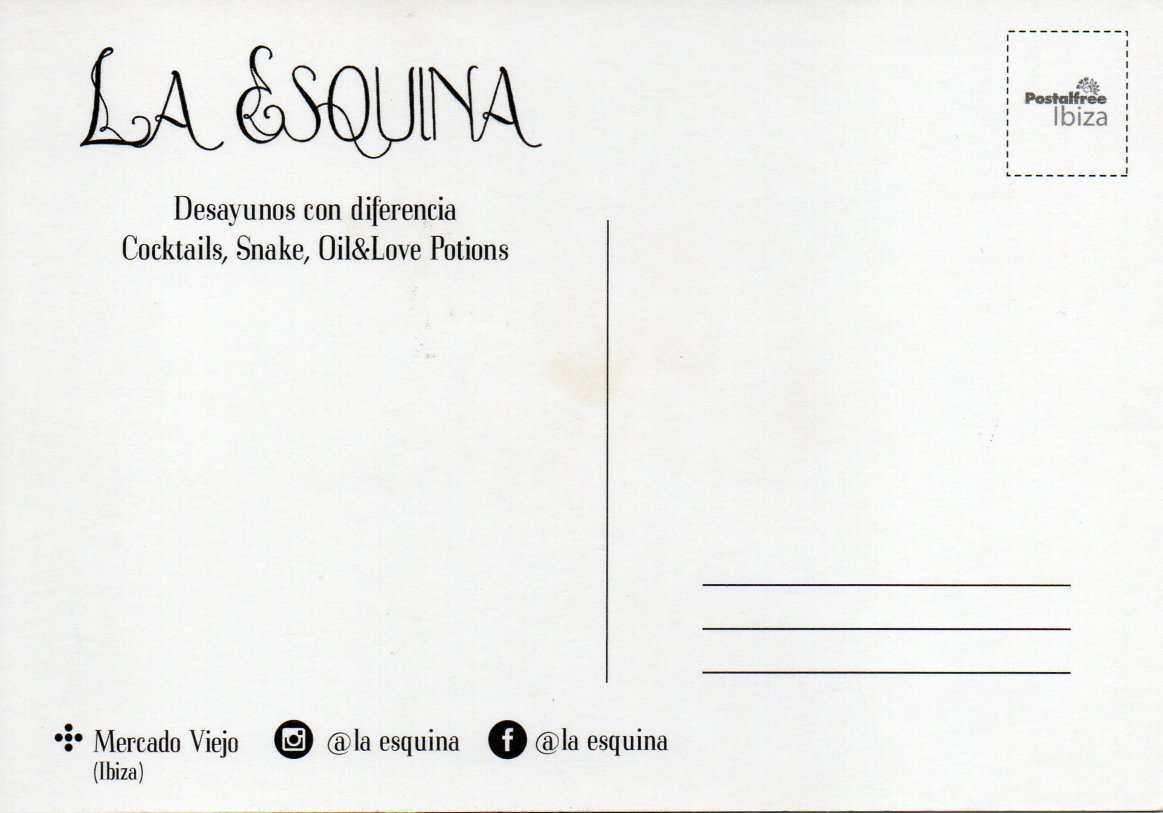 La Esquina
Desayunos con diferencia
Cocktails, Snake, Oil&Love Potions
Postalfree
Ibiza
Mercado Viejo
(Ibiza)
@la esquina
@la esquina